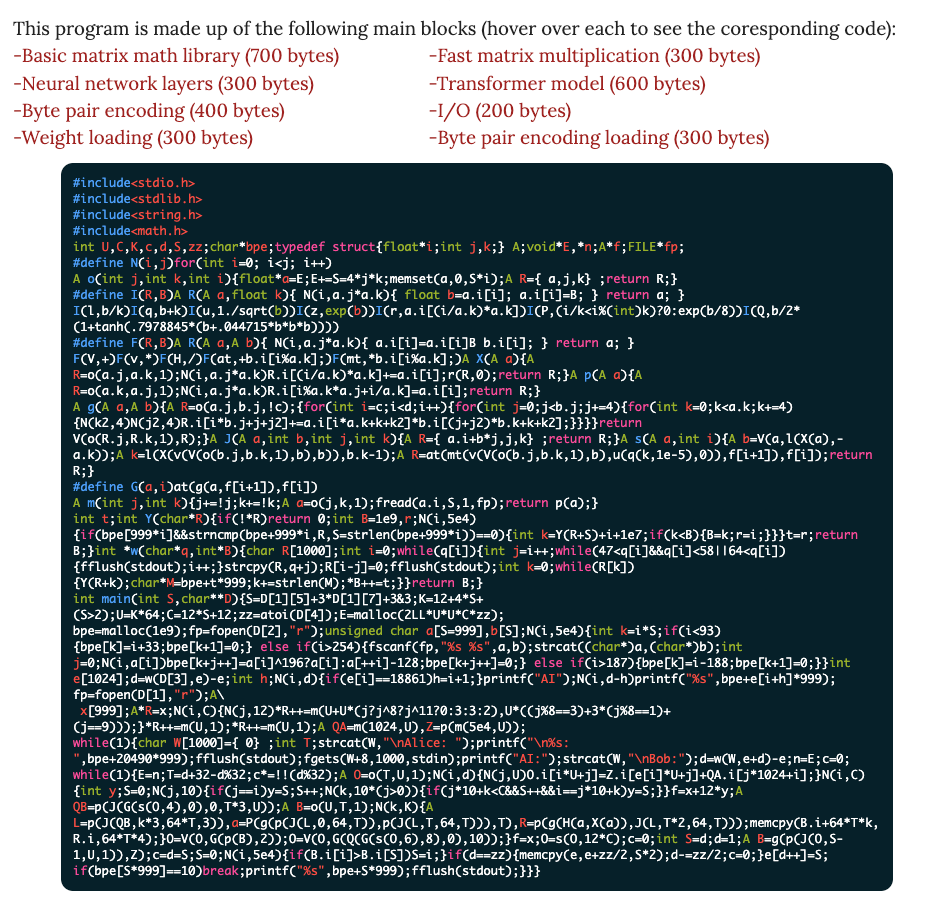 This program is made up of the following main blocks (hover over each to see the coresponding code):
-Basic matrix math library (700 bytes)
-Fast matrix multiplication (300 bytes)
-Neural network layers (300 bytes)
-Transformer model (600 bytes)
-Byte pair encoding (400 bytes)
-I/O (200 bytes)
-Weight loading (300 bytes)
-Byte pair encoding loading (300 bytes)
#include<stdio.h>
#include<stdlib.h>
#include<string.h>
#include<math.h>
int U,C,K,c,d,S,zz;char*bpe;typedef struct{float*i;int j,k;} A;void*E,*n;A*f;FILE*fp;
#define N(i,j)for(int i=0; i<j; i++)
A o(int j,int k,int i){float*a=E;E+=S=4*j*k;memset(a,0,S*i);A R={ a,j,k} ;return R;}
#define I(R,B)A R(A a,float k){ N(i,a.j*a.k){ float b=a.i[i]; a.i[i]=B; } return a; }
I(l,b/k)I(q,b+k)I(u,1./sqrt(b))I(z,exp(b))I(r,a.i[(i/a.k)*a.k])I(P,(i/k<i%(int)k)?0:exp(b/8))I(Q,b/2*
(1+tanh(.7978845*(b+.044715*b*b*b))))
#define F(R,B)A R(A a,A b){ N(i,a.j*a.k){ a.i[i]=a.i[i]B b.i[i]; } return a; }
F(V,+)F(v,*)F(H,/)F(at,+b.i[i%a.k];)F(mt,*b.i[i%a.k];)A X(A a){A
R=o(a.j,a.k,1);N(i,a.j*a.k)R.i[(i/a.k)*a.k]+=a.i[i];r(R,0);return R;}A p(A a){A
R=o(a.k,a.j,1);N(i,a.j*a.k)R.i[i%a.k*a.j+i/a.k]=a.i[i];return R;}
A g(A a,A b){A R=o(a.j,b.j,!c);{for(int i=c;i<d;i++){for(int j=0;j<b.j;j+=4){for(int k=0;k<a.k;k+=4)
{N(k2,4)N(j2,4)R.i[i*b.j+j+j2]+=a.i[i*a.k+k+k2]*b.i[(j+j2)*b.k+k+k2];}}}}return
V(o(R.j,R.k,1),R);}A J(A a,int b,int j,int k){A R={ a.i+b*j,j,k} ;return R;}A s(A a,int i){A b=V(a,l(X(a),-
a.k));A k=l(X(v(V(o(b.j,b.k,1),b),b)),b.k-1);A R=at(mt(v(V(o(b.j,b.k,1),b),u(q(k,1e-5),0)),f[i+1]),f[i]);return
R;}
#define G(a,i)at(g(a,f[i+1]),f[i])
A m(int j,int k){j+=!j;k+=!k;A a=o(j,k,1);fread(a.i,S,1,fp);return p(a);}
int t;int Y(char*R){if(!*R)return 0;int B=1e9,r;N(i,5e4)
{if(bpe[999*i]&&strncmp(bpe+999*i,R,S=strlen(bpe+999*i))==0){int k=Y(R+S)+i+1e7;if(k<B){B=k;r=i;}}}t=r;return
B;}int *w(char*q,int*B){char R[1000];int i=0;while(q[i]){int j=i++;while(47<q[i]&&q[i]<58||64<q[i])
{fflush(stdout);i++;}strcpy(R,q+j);R[i-j]=0;fflush(stdout);int k=0;while(R[k])
{Y(R+k);char*M=bpe+t*999;k+=strlen(M);*B++=t;}}return B;}
int main(int S,char**D){S=D[1][5]+3*D[1][7]+3&3;K=12+4*S+
(S>2);U=K*64;C=12*S+12;zz=atoi(D[4]);E=malloc(2LL*U*U*C*zz);
bpe=malloc(1e9);fp=fopen(D[2],"r");unsigned char a[S=999],b[S];N(i,5e4){int k=i*S;if(i<93)
{bpe[k]=i+33;bpe[k+1]=0;} else if(i>254){fscanf(fp,"%s %s",a,b);strcat((char*)a,(char*)b);int
j=0;N(i,a[i])bpe[k+j++]=a[i]^196?a[i]:a[++i]-128;bpe[k+j++]=0;} else if(i>187){bpe[k]=i-188;bpe[k+1]=0;}}int
e[1024];d=w(D[3],e)-e;int h;N(i,d){if(e[i]==18861)h=i+1;}printf("AI");N(i,d-h)printf("%s",bpe+e[i+h]*999);
fp=fopen(D[1],"r");A\
x[999];A*R=x;N(i,C){N(j,12)*R++=m(U+U*(j?j^8?j^11?0:3:3:2),U*((j%8==3)+3*(j%8==1)+
(j==9)));}*R++=m(U,1);*R++=m(U,1);A QA=m(1024,U),Z=p(m(5e4,U));
while(1){char W[1000]={ 0} ;int T;strcat(W,"\nAlice: ");printf("\n%s:
",bpe+20490*999);fflush(stdout);fgets(W+8,1000,stdin);printf("AI:");strcat(W,"\nBob:");d=w(W,e+d)-e;n=E;c=0;
while(1){E=n;T=d+32-d%32;c*=!!(d%32);A O=o(T,U,1);N(i,d){N(j,U)O.i[i*U+j]=Z.i[e[i]*U+j]+QA.i[j*1024+i];}N(i,C)
{int y;S=0;N(j,10){if(j==i)y=S;S++;N(k,10*(j>0)){if(j*10+k<C&&S++&&i==j*10+k)y=S;}}f=x+12*y;A
QB=p(J(G(s(O,4),0),0,T*3,U));A B=o(U,T,1);N(k,K){A
L=p(J(QB,k*3,64*T,3)),a=P(g(p(J(L,0,64,T)),p(J(L,T,64,T))),T),R=p(g(H(a,X(a)),J(L,T*2,64,T)));memcpy(B.i+64*T*k,
R.i,64*T*4);}O=V(O,G(p(B),2));O=V(O,G(Q(G(s(O,6),8),0),10));}f=x;O=s(O,12*C);c=0;int S=d;d=1;A B=g(p(J(O,S-
1,U,1)),Z);c=d=S;S=0;N(i,5e4){if(B.i[i]>B.i[S])S=i;}if(d==zz){memcpy(e,e+zz/2,S*2);d-=zz/2;c=0;}e[d++]=S;
if(bpe[S*999]==10)break;printf("%s",bpe+S*999);fflush(stdout);}}}